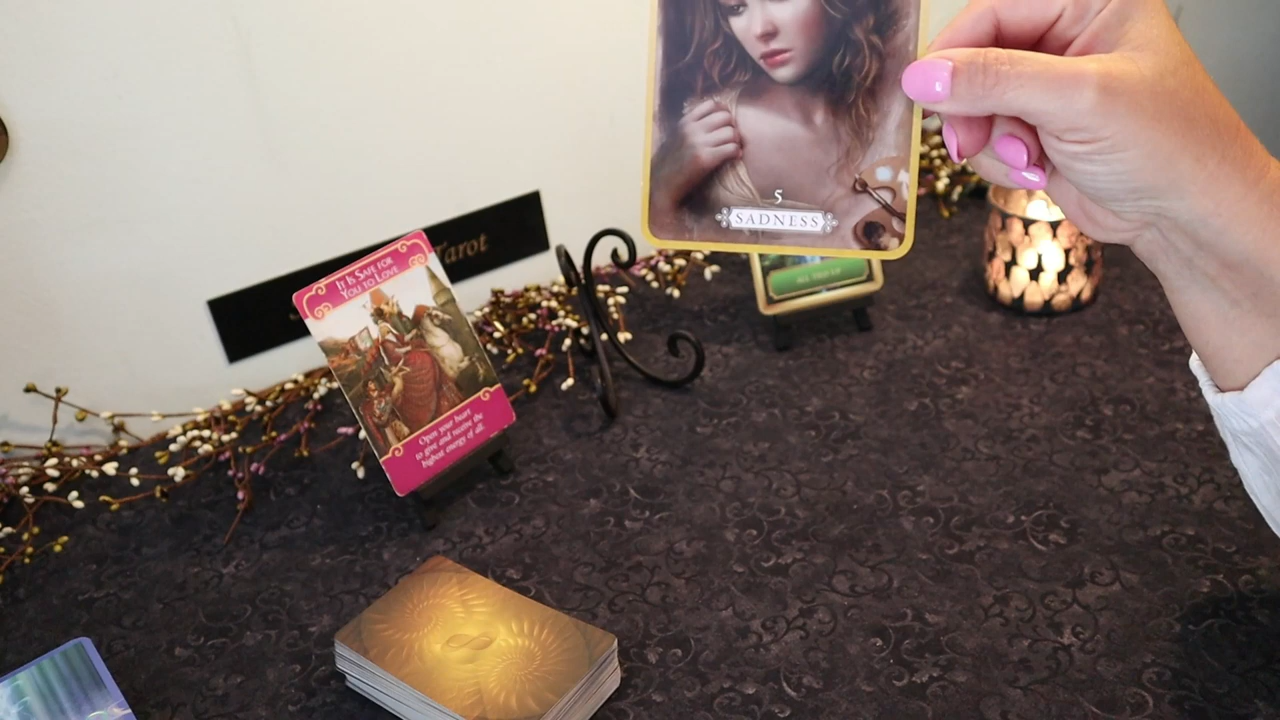 5
SADNESS
Tarot
IT IS SAFE FOR
YOU TO LOVE
Open your heart
to give and receive the
highest energy of all.